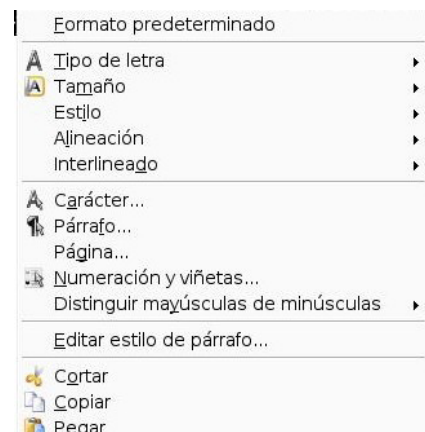 Formato predeterminado
Tipo de letra
Tamaño
Estilo
Alineación
Interlineado
Carácter...
Párrafo...
Página...
Numeración y viñetas...
Distinguir mayúsculas de minúsculas
Editar estilo de párrafo...
Cortar
Copiar
Pegar